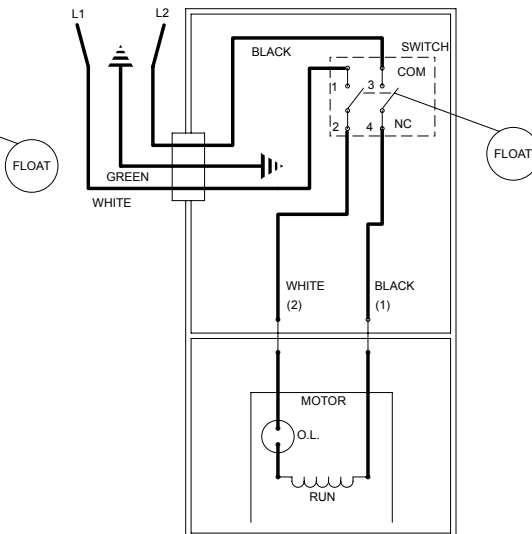 L1
L2
BLACK
SWITCH
COM
1
3
2
4
NC
FLOAT
FLOAT
GREEN
WHITE
WHITE
(2)
BLACK
(1)
MOTOR
O.L.
RUN